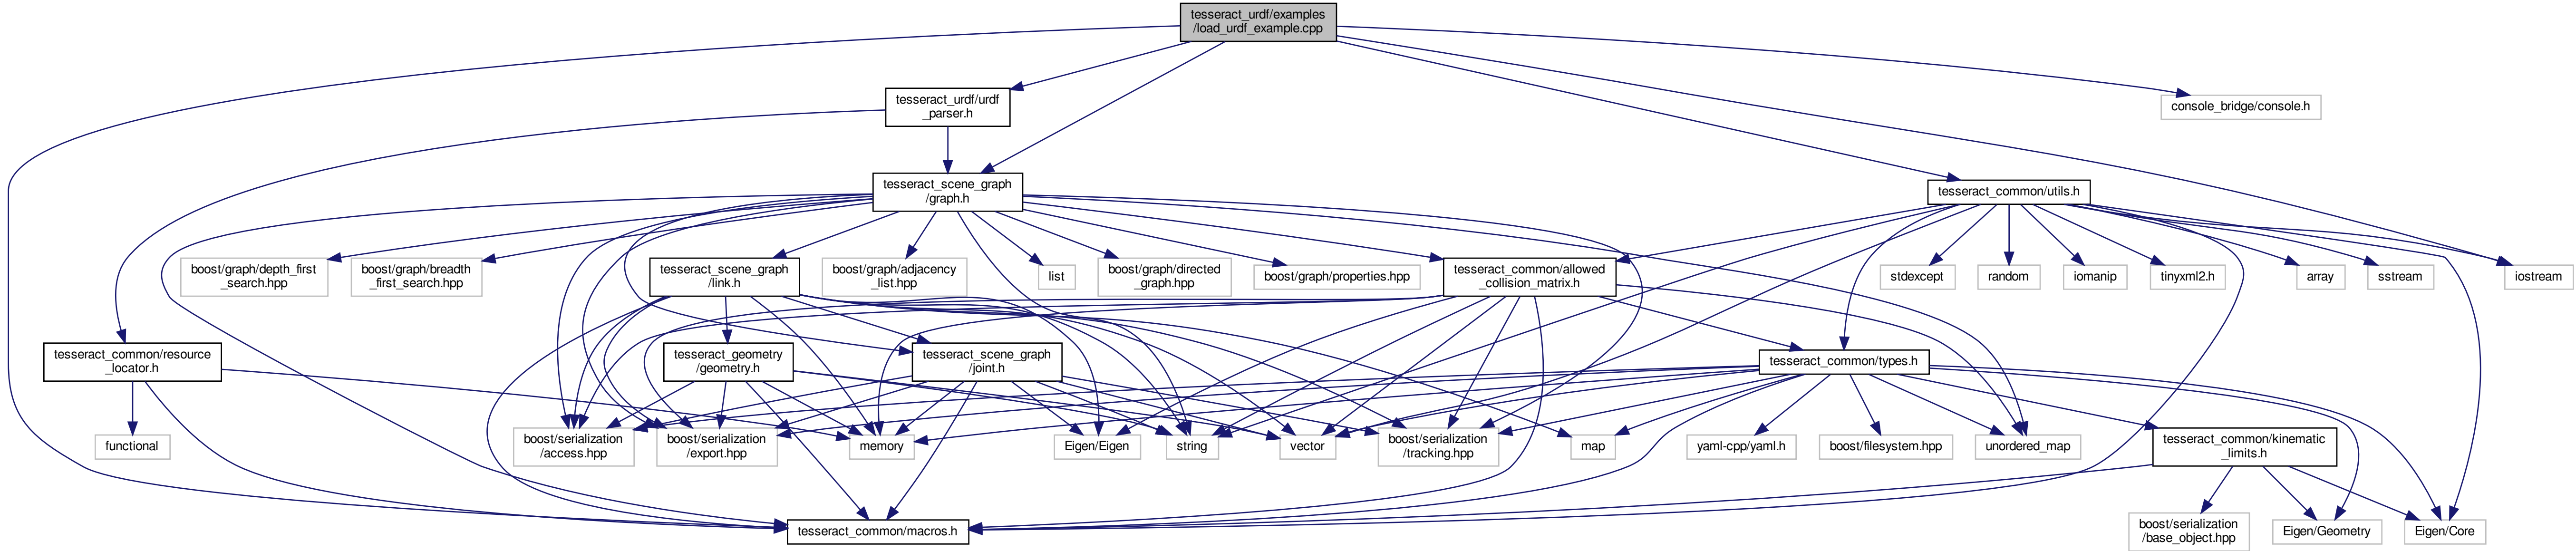 tesseract_urdf/examples
/load_urdf_example.cpp
tesseract_urdf/urdf
_parser.h
console_bridge/console.h
tesseract_scene_graph
/graph.h
tesseract_common/utils.h
boost/graph/depth_first
_search.hpp
boost/graph/breadth
_first_search.hpp
tesseract_scene_graph
/link.h
boost/graph/adjacency
_list.hpp
list
boost/graph/directed
_graph.hpp
boost/graph/properties.hpp
tesseract_common/allowed
_collision_matrix.h
stdexcept
random
iomanip
tinyxml2.h
array
sstream
iostream
tesseract_common/resource
_locator.h
tesseract_geometry
/geometry.h
tesseract_scene_graph
/joint.h
tesseract_common/types.h
functional
boost/serialization
/access.hpp
boost/serialization
/export.hpp
memory
Eigen/Eigen
string
vector
boost/serialization
/tracking.hpp
map
yaml-cpp/yaml.h
boost/filesystem.hpp
unordered_map
tesseract_common/kinematic
_limits.h
tesseract_common/macros.h
boost/serialization
/base_object.hpp
Eigen/Geometry
Eigen/Core